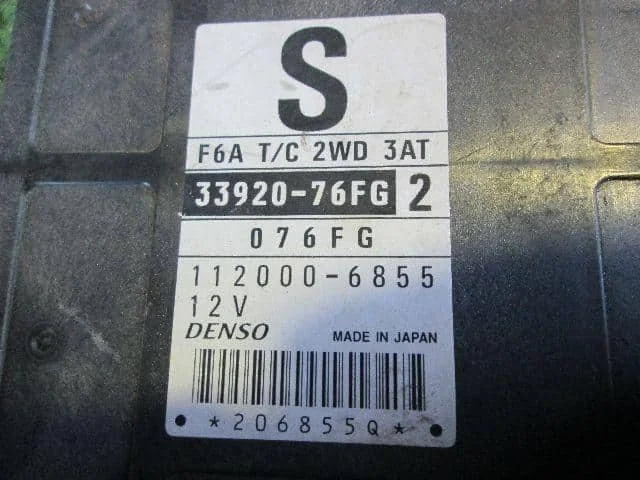 S
F6A T/C 2WD 3AT
33920-76FG 2
076FG
112000-6855
12V
DENSO MADE IN JAPAN
*206855Q*